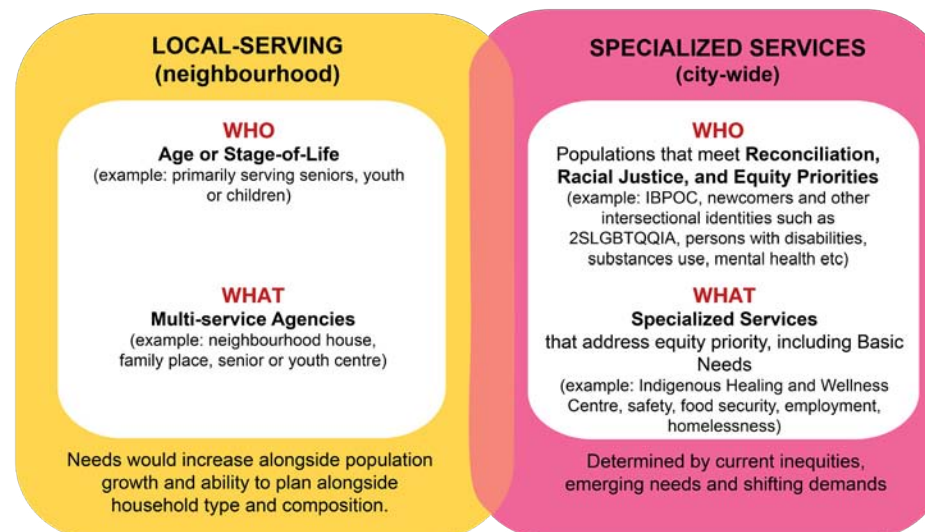 LOCAL-SERVING
(neighbourhood)
WHO
Age or Stage-of-Life
(example: primarily serving seniors, youth
or children)
WHAT
Multi-service Agencies
(example: neighbourhood house,
family place, senior or youth centre)
Needs would increase alongside population
growth and ability to plan alongside
household type and composition.
SPECIALIZED SERVICES
(city-wide)
WHO
Populations that meet Reconciliation,
Racial Justice, and Equity Priorities
(example: IBPOC, newcomers and other
intersectional identities such as
2SLGBTQQIA, persons with disabilities,
substances use, mental health etc)
WHAT
Specialized Services
that address equity priority, including Basic
Needs
(example: Indigenous Healing and Wellness
Centre, safety, food security, employment,
homelessness)
Determined by current inequities,
emerging needs and shifting demands